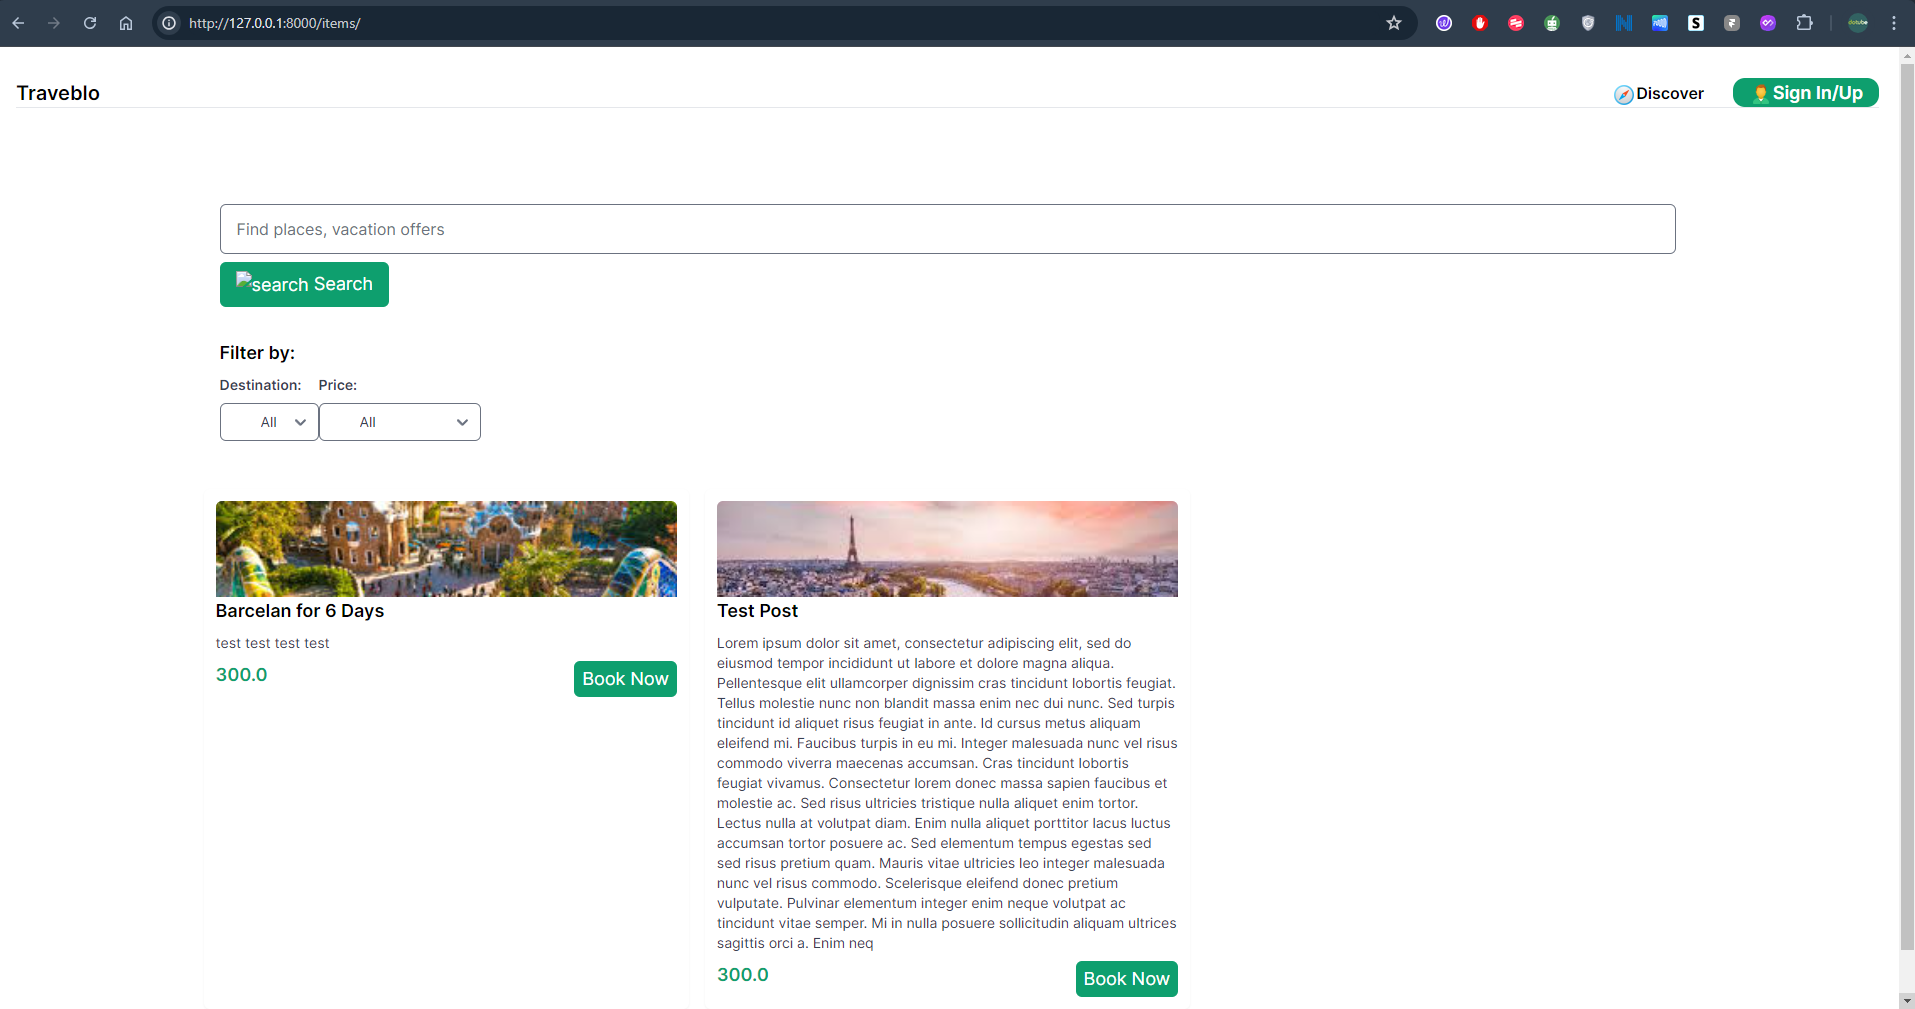 http://127.0.0.1:8000/items/
Traveblo
Discover
Sign In/Up
Find places, vacation offers
search Search
Filter by:
Destination: Price:
All All
Barcelan for 6 Days
test test test test
300.0
Book Now
Test Post
Lorem ipsum dolor sit amet, consectetur adipiscing elit, sed do
eiusmod tempor incididunt ut labore et dolore magna aliqua.
Pellentesque elit ullamcorper dignissim cras tincidunt lobortis feugiat.
Tellus molestie nunc non blandit massa enim nec dui nunc. Sed turpis
tincidunt id aliquet risus feugiat in ante. Id cursus metus aliquam
eleifend mi. Faucibus turpis in eu mi. Integer malesuada nunc vel risus
commodo viverra maecenas accumsan. Cras tincidunt lobortis
feugiat vivamus. Consectetur lorem donec massa sapien faucibus et
molestie ac. Sed risus ultricies tristique nulla aliquet enim tortor.
Lectus nulla at volutpat diam. Enim nulla aliquet porttitor lacus luctus
accumsan tortor posuere ac. Sed elementum tempus egestas sed
sed risus pretium quam. Mauris vitae ultricies leo integer malesuada
nunc vel risus commodo. Scelerisque eleifend donec pretium
vulputate. Pulvinar elementum integer enim neque volutpat ac
tincidunt vitae semper. Mi in nulla posuere sollicitudin aliquam ultrices
sagittis orci a. Enim neq
300.0
Book Now